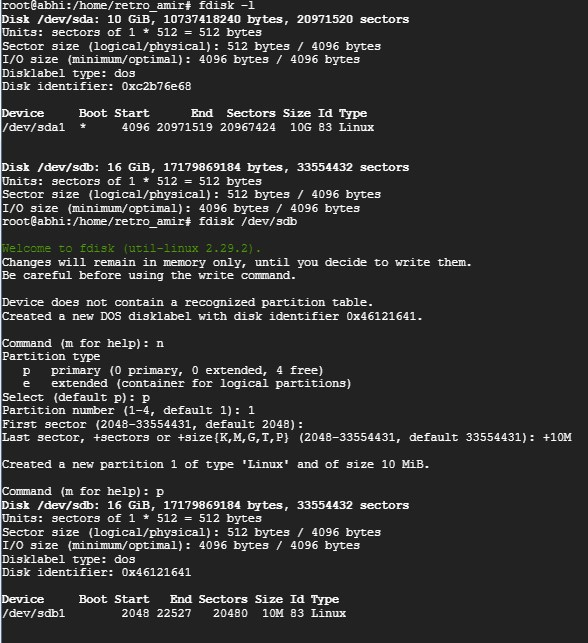 root@abhi:/home/retro_amir# fdisk -l
Disk /dev/sda: 10 GiB, 10737418240 bytes, 20971520 sectors
Units: sectors of 1 * 512 = 512 bytes
Sector size (logical/physical): 512 bytes / 4096 bytes
I/O size (minimum/optimal): 4096 bytes / 4096 bytes
Disklabel type: dos
Disk identifier: 0xc2b76e68
Device     Boot Start      End  Sectors Size Id Type
/dev/sda1  *     4096 20971519 20967424  10G 83 Linux
Disk /dev/sdb: 16 GiB, 17179869184 bytes, 33554432 sectors
Units: sectors of 1 * 512 = 512 bytes
Sector size (logical/physical): 512 bytes / 4096 bytes
I/O size (minimum/optimal): 4096 bytes / 4096 bytes
root@abhi:/home/retro_amir# fdisk /dev/sdb
Welcome to fdisk (util-linux 2.29.2).
Changes will remain in memory only, until you decide to write them.
Be careful before using the write command.
Device does not contain a recognized partition table.
Created a new DOS disklabel with disk identifier 0x46121641.
Command (m for help): n
Partition type
   p   primary (0 primary, 0 extended, 4 free)
   e   extended (container for logical partitions)
Select (default p): p
Partition number (1-4, default 1): 1
First sector (2048-33554431, default 2048):
Last sector, +sectors or +size{K,M,G,T,P} (2048-33554431, default 33554431): +10M
Created a new partition 1 of type 'Linux' and of size 10 MiB.
Command (m for help): p
Disk /dev/sdb: 16 GiB, 17179869184 bytes, 33554432 sectors
Units: sectors of 1 * 512 = 512 bytes
Sector size (logical/physical): 512 bytes / 4096 bytes
I/O size (minimum/optimal): 4096 bytes / 4096 bytes
Disklabel type: dos
Disk identifier: 0x46121641
Device     Boot Start   End Sectors Size Id Type
/dev/sdb1        2048 22527   20480  10M 83 Linux